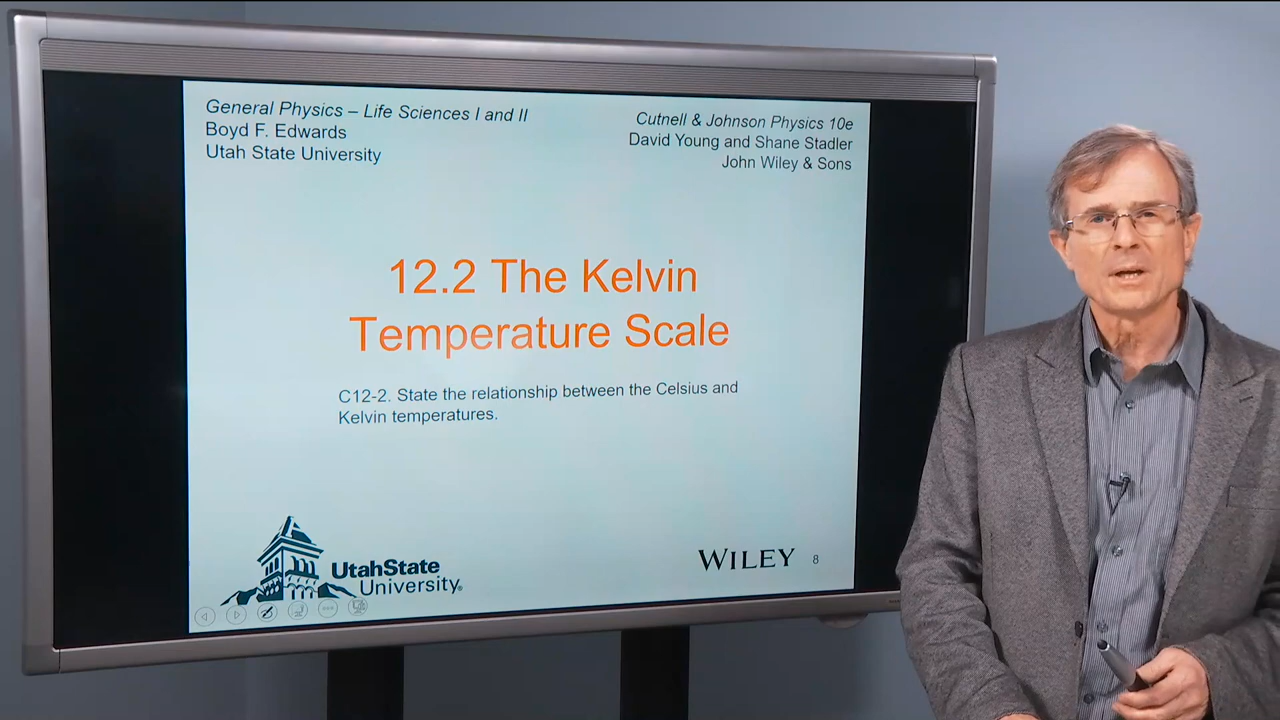 General Physics – Life Sciences I and II
Boyd F. Edwards
Utah State University
Cutnell & Johnson Physics 10e
David Young and Shane Stadler
John Wiley & Sons
12.2 The Kelvin
Temperature Scale
C12-2. State the relationship between the Celsius and
Kelvin temperatures.
UtahState
University®
WILEY
8